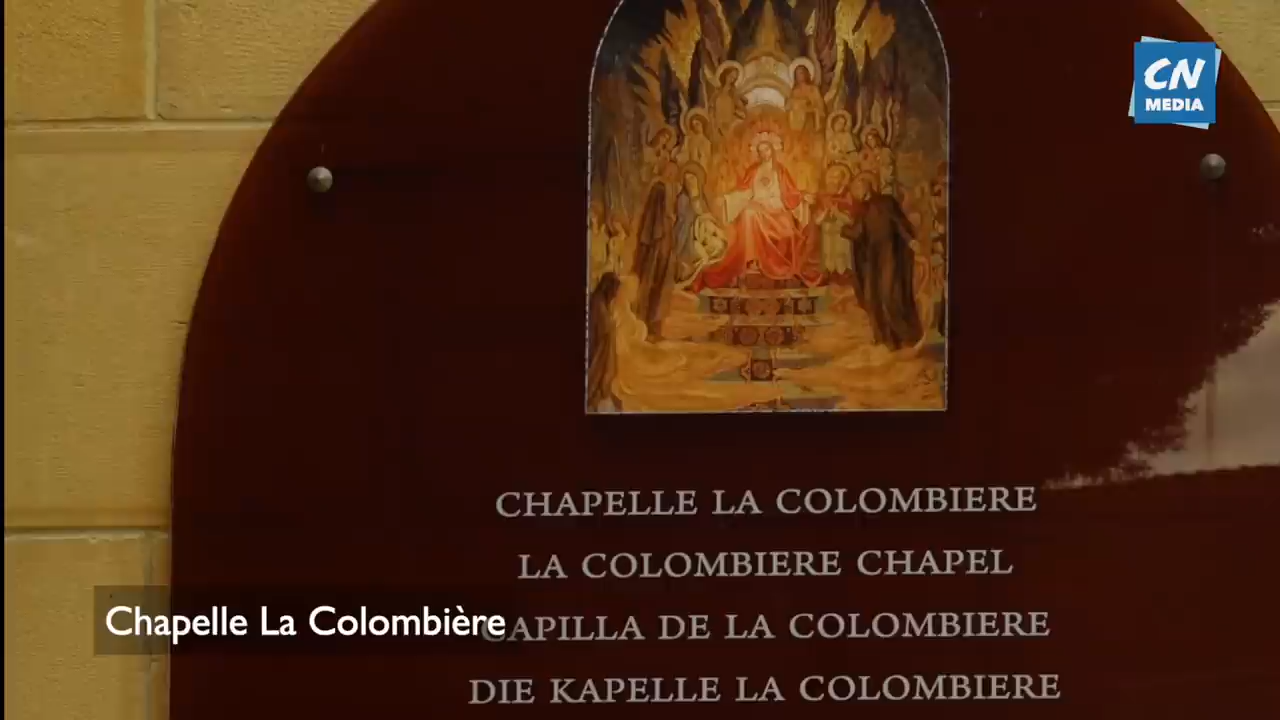 CN
MEDIA
CHAPELLE LA COLOMBIERE
LA COLOMBIERE CHAPEL
Chapelle La Colombière
CAPILLA DE LA COLOMBIERE
DIE KAPELLE LA COLOMBIERE